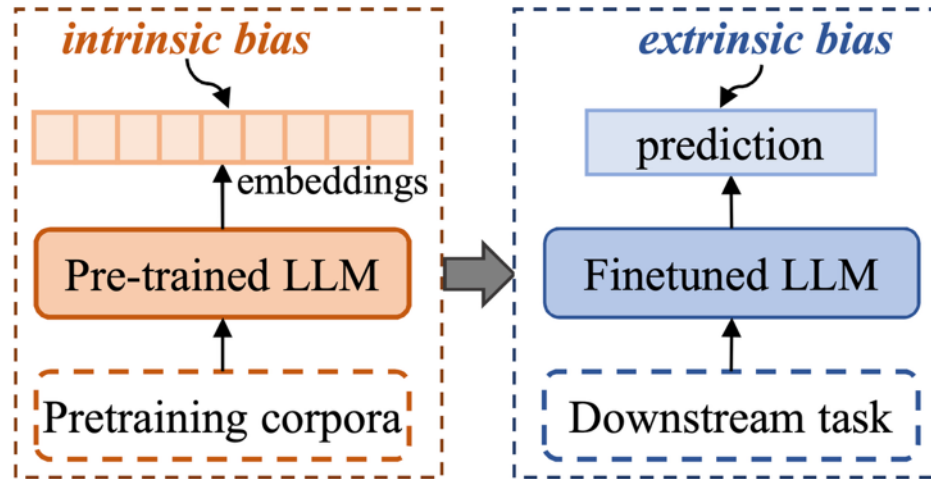 intrinsic bias
embeddings
Pre-trained LLM
Pretraining corpora
extrinsic bias
prediction
Finetuned LLM
Downstream task